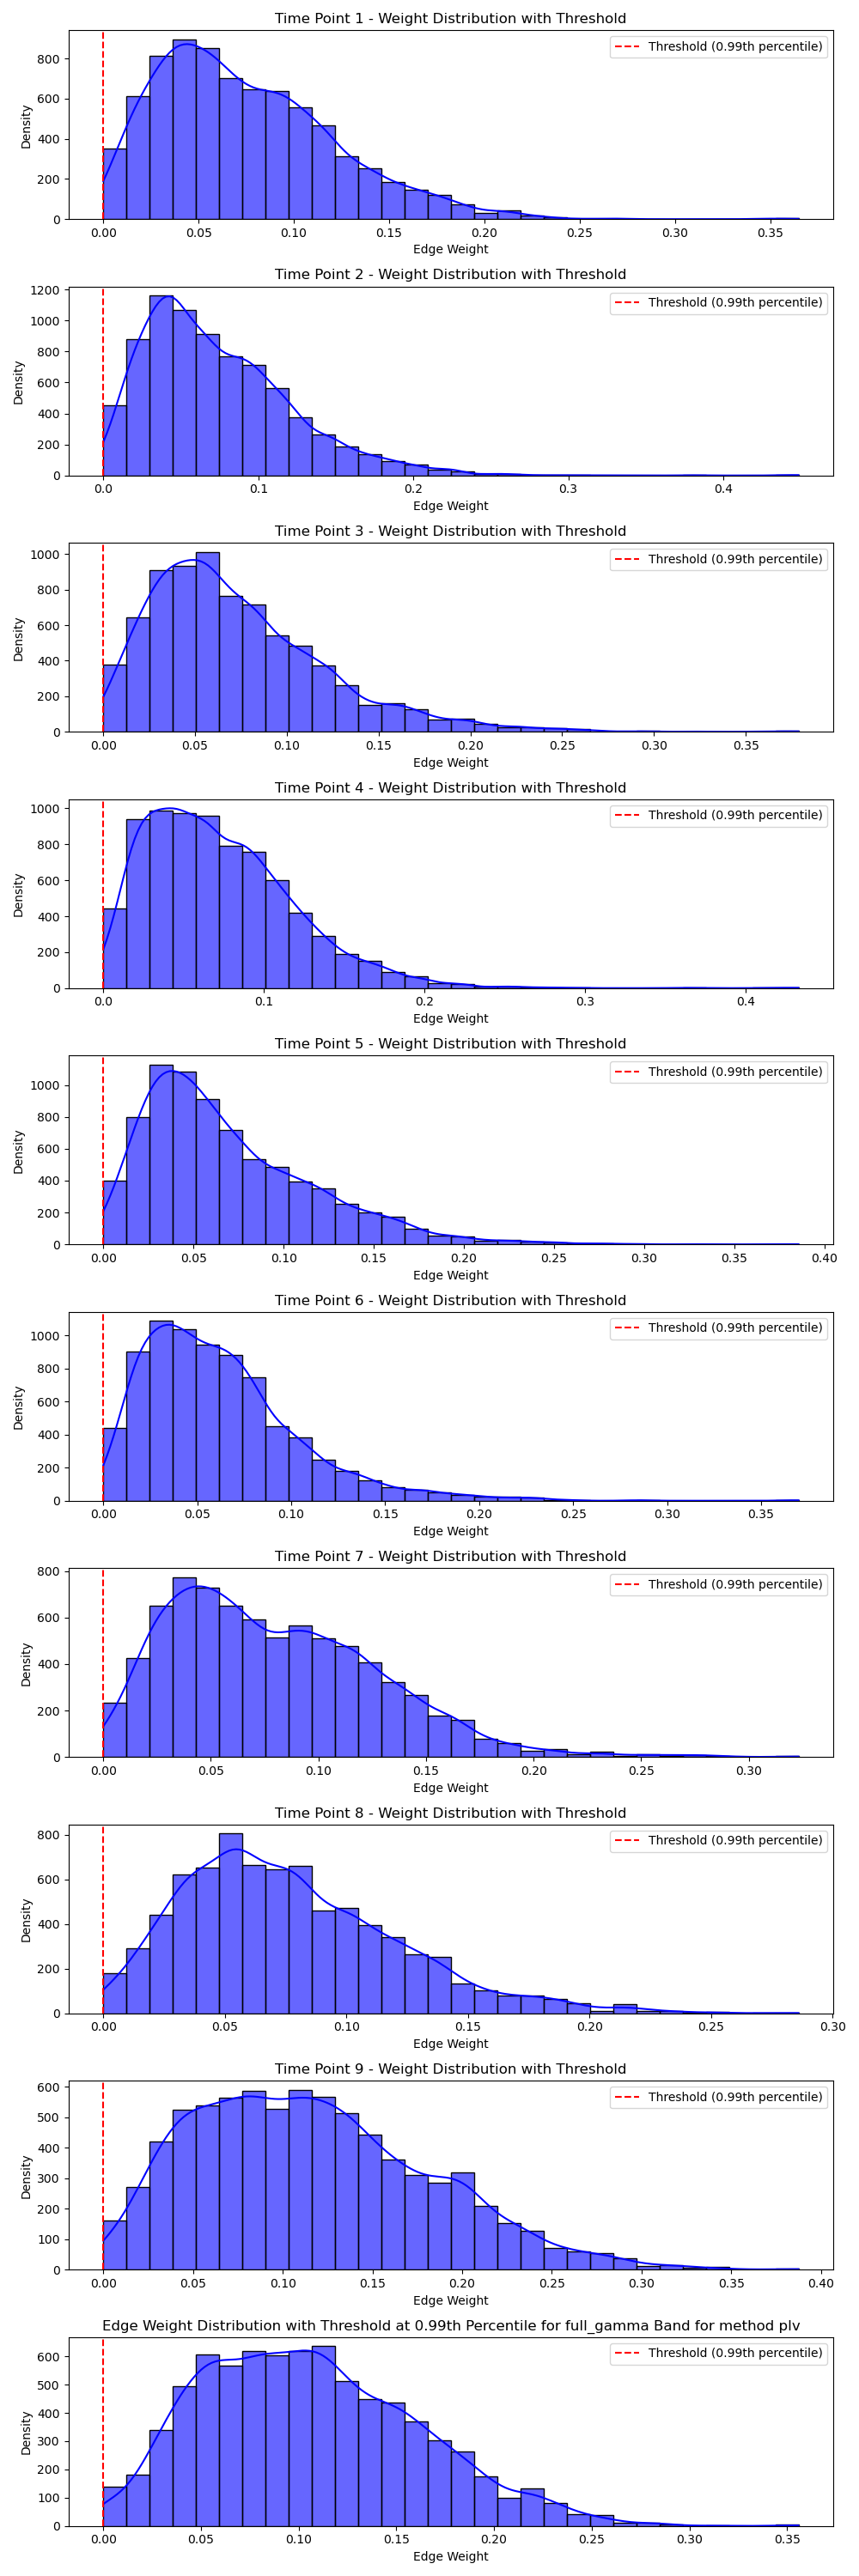 Time Point 1 - Weight Distribution with Threshold
Threshold (0.99th percentile)
800
600
400
200
0
Density
0.00 0.05 0.10 0.15 0.20 0.25 0.30 0.35
Edge Weight
Time Point 2 - Weight Distribution with Threshold
Threshold (0.99th percentile)
1200
1000
800
600
400
200
0
Density
0.0 0.1 0.2 0.3 0.4
Edge Weight
Time Point 3 - Weight Distribution with Threshold
Threshold (0.99th percentile)
1000
800
600
400
200
0
Density
0.00 0.05 0.10 0.15 0.20 0.25 0.30 0.35
Edge Weight
Time Point 4 - Weight Distribution with Threshold
Threshold (0.99th percentile)
1000
800
600
400
200
0
Density
0.0 0.1 0.2 0.3 0.4
Edge Weight
Time Point 5 - Weight Distribution with Threshold
Threshold (0.99th percentile)
1000
800
600
400
200
0
Density
0.00 0.05 0.10 0.15 0.20 0.25 0.30 0.35 0.40
Edge Weight
Time Point 6 - Weight Distribution with Threshold
Threshold (0.99th percentile)
1000
800
600
400
200
0
Density
0.00 0.05 0.10 0.15 0.20 0.25 0.30 0.35
Edge Weight
Time Point 7 - Weight Distribution with Threshold
Threshold (0.99th percentile)
800
600
400
200
0
Density
0.00 0.05 0.10 0.15 0.20 0.25 0.30
Edge Weight
Time Point 8 - Weight Distribution with Threshold
Threshold (0.99th percentile)
800
600
400
200
0
Density
0.00 0.05 0.10 0.15 0.20 0.25 0.30
Edge Weight
Time Point 9 - Weight Distribution with Threshold
Threshold (0.99th percentile)
600
500
400
300
200
100
0
Density
0.00 0.05 0.10 0.15 0.20 0.25 0.30 0.35 0.40
Edge Weight
Edge Weight Distribution with Threshold at 0.99th Percentile for full_gamma Band for method plv
Threshold (0.99th percentile)
600
500
400
300
200
100
0
Density
0.00 0.05 0.10 0.15 0.20 0.25 0.30 0.35
Edge Weight